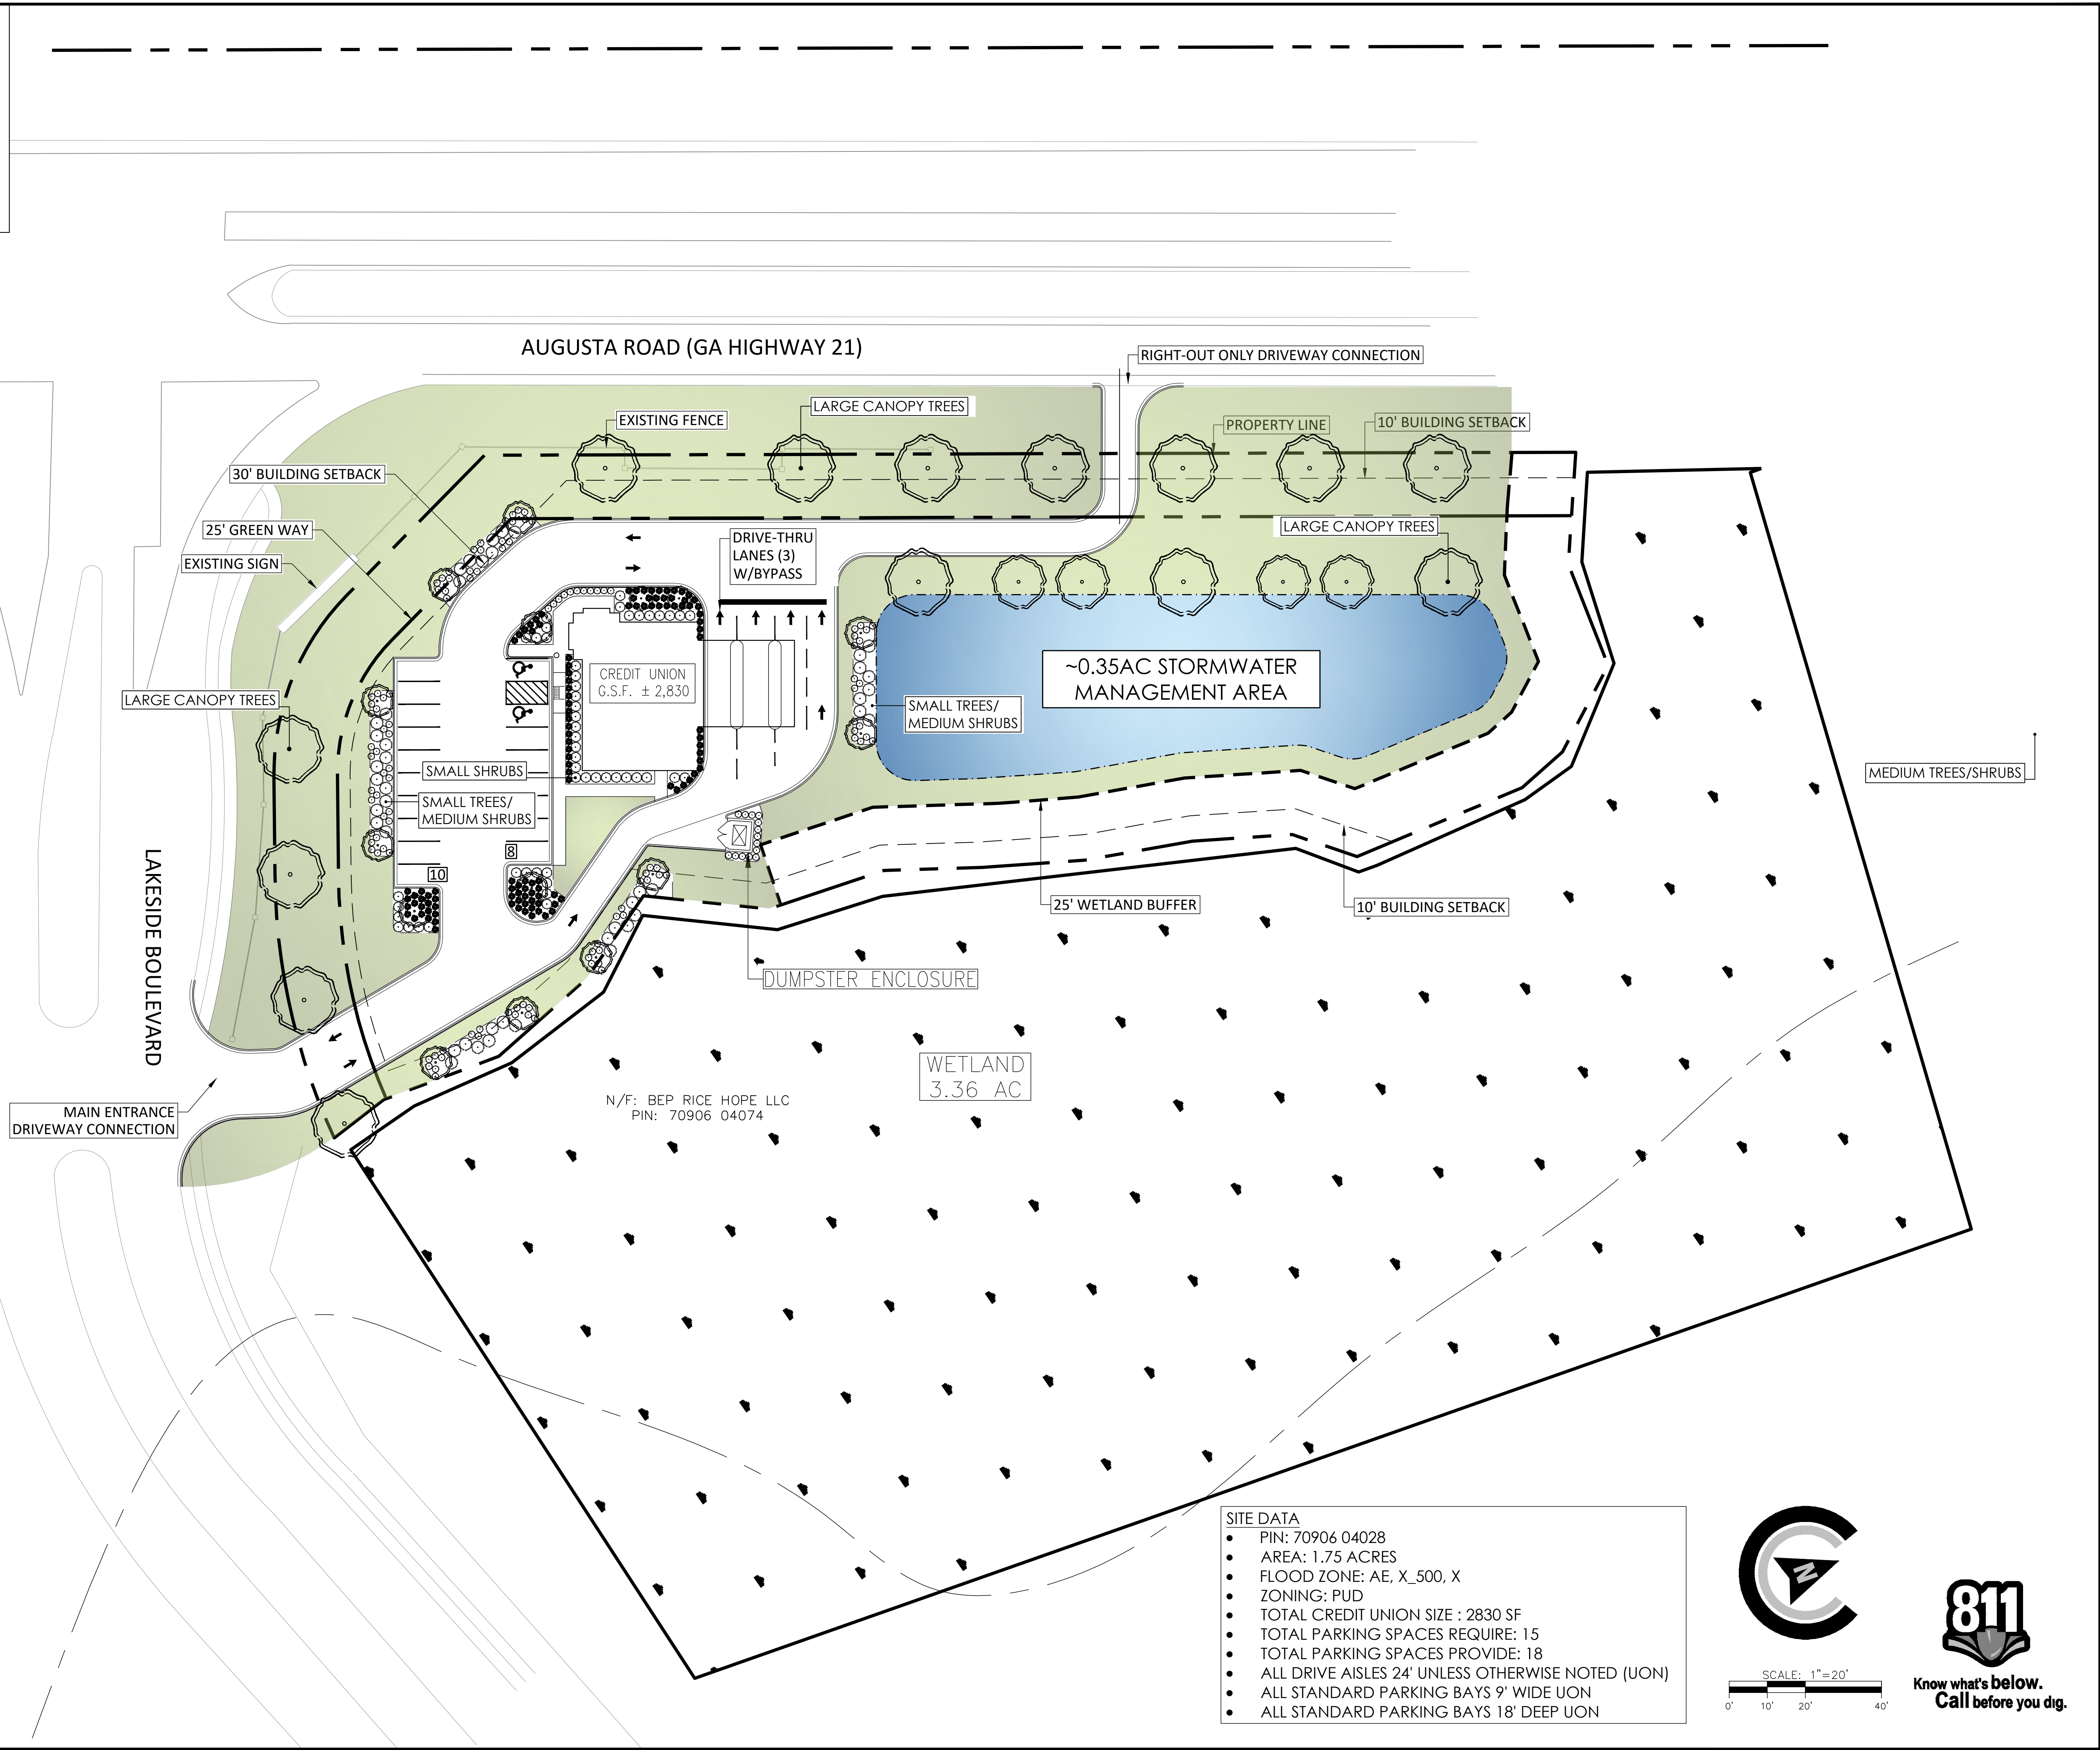 AUGUSTA ROAD (GA HIGHWAY 21)
RIGHT-OUT ONLY DRIVEWAY CONNECTION
LARGE CANOPY TREES
EXISTING FENCE
PROPERTY LINE
10' BUILDING SETBACK
30' BUILDING SETBACK
25' GREEN WAY
EXISTING SIGN
LARGE CANOPY TREES
DRIVE-THRU
LANES (3)
W/BYPASS
LARGE CANOPY TREES
CREDIT UNION
G.S.F. ± 2,830
~0.35AC STORMWATER
MANAGEMENT AREA
SMALL TREES/
MEDIUM SHRUBS
SMALL SHRUBS
SMALL TREES/
MEDIUM SHRUBS
MEDIUM TREES/SHRUBS
8
10
LAKESIDE BOULEVARD
25' WETLAND BUFFER
10' BUILDING SETBACK
DUMPSTER ENCLOSURE
WETLAND
3.36 AC
N/F: BEP RICE HOPE LLC
PIN: 70906 04074
MAIN ENTRANCE
DRIVEWAY CONNECTION
SITE DATA
• PIN: 70906 04028
• AREA: 1.75 ACRES
• FLOOD ZONE: AE, X_500, X
• ZONING: PUD
• TOTAL CREDIT UNION SIZE : 2830 SF
• TOTAL PARKING SPACES REQUIRE: 15
• TOTAL PARKING SPACES PROVIDE: 18
• ALL DRIVE AISLES 24' UNLESS OTHERWISE NOTED (UON)
• ALL STANDARD PARKING BAYS 9' WIDE UON
• ALL STANDARD PARKING BAYS 18' DEEP UON
N
SCALE: 1"=20'
0' 10' 20' 40'
811
Know what's below.
Call before you dig.